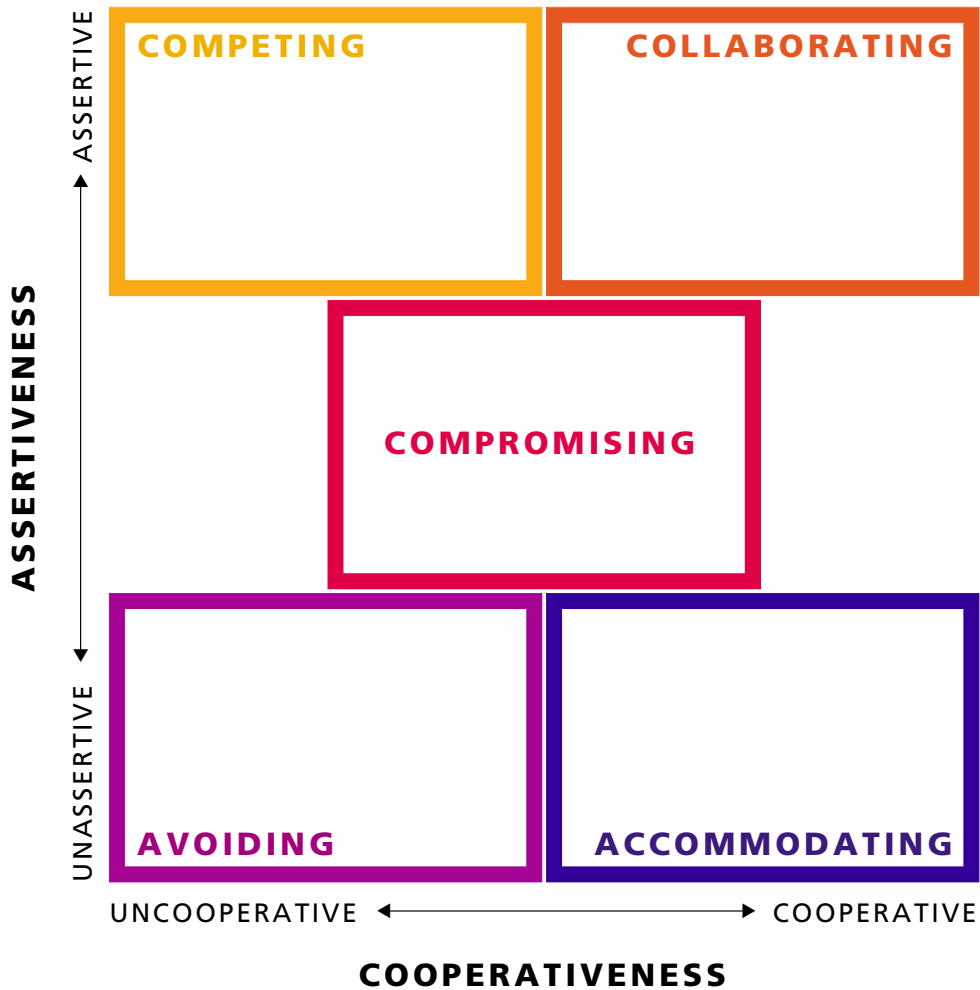 ASSERTIVE
COMPETING
COLLABORATING
ASSERTIVENESS
COMPROMISING
UNASSERTIVE
AVOIDING
ACCOMMODATING
UNCOOPERATIVE
COOPERATIVE
COOPERATIVENESS